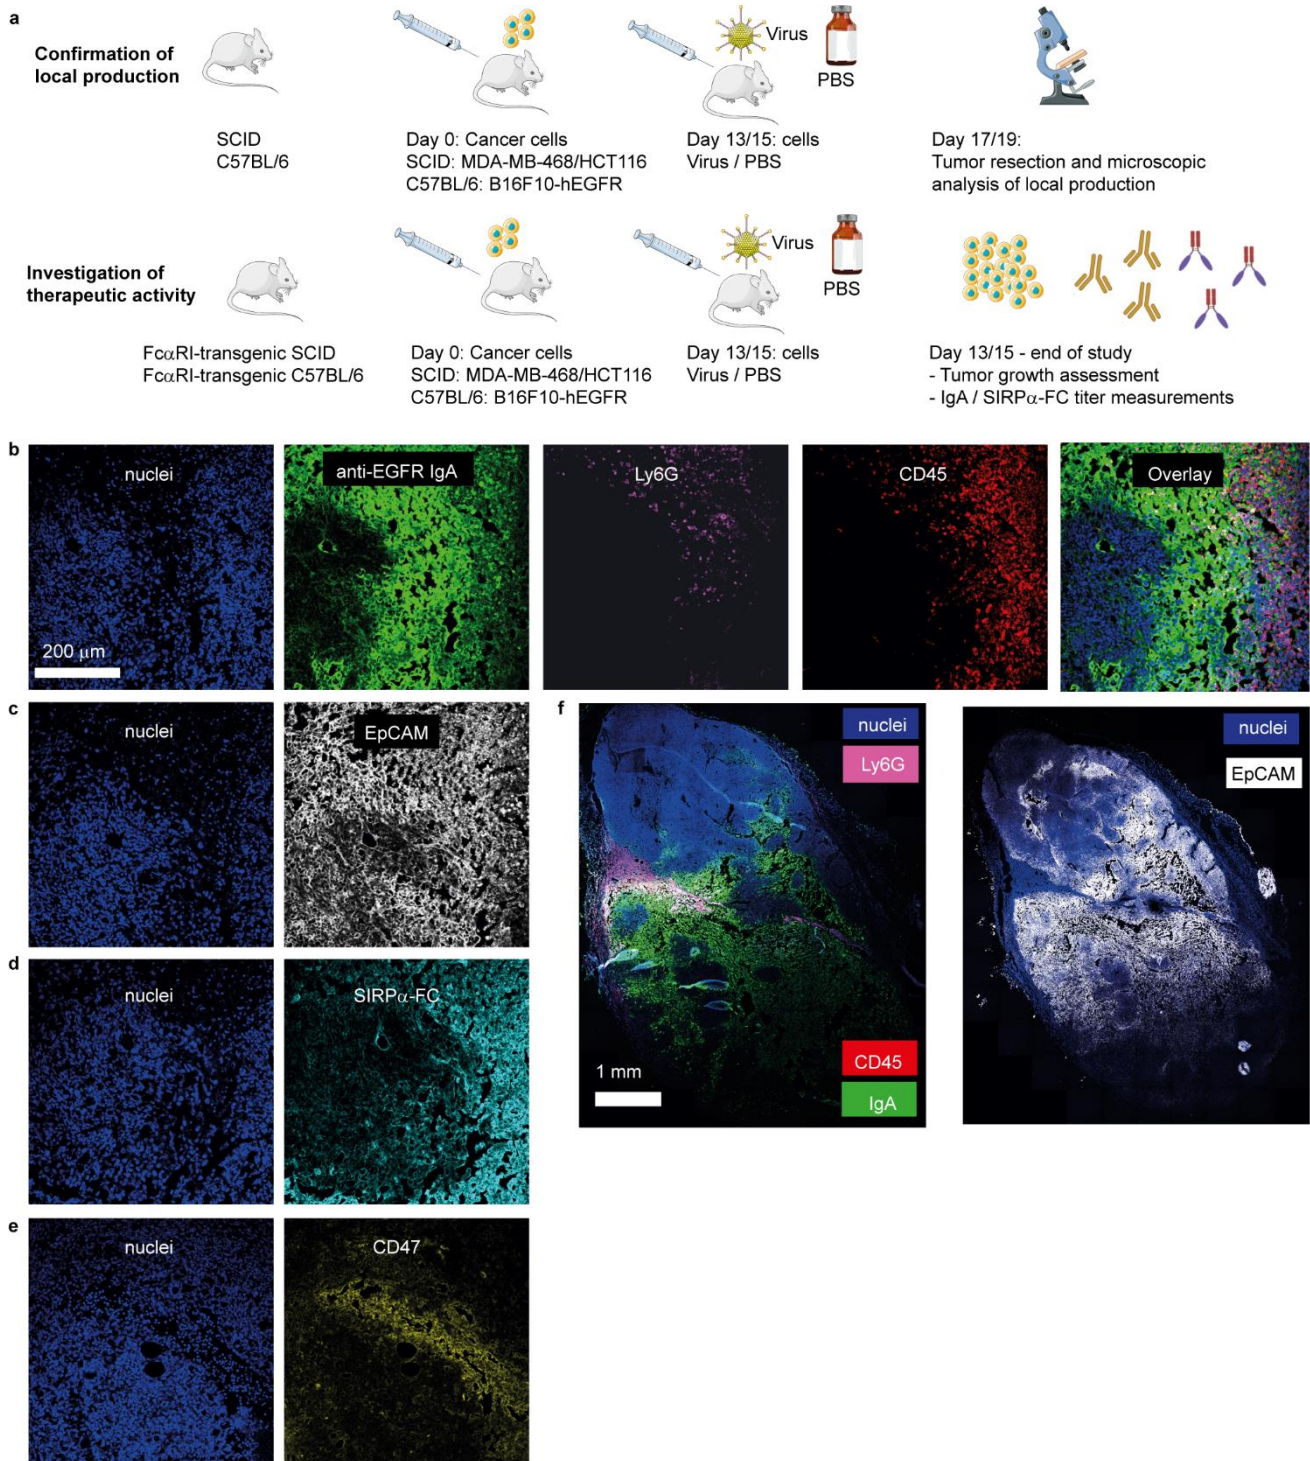 a
Confirmation of
local production
SCID
C57BL/6
Day 0: Cancer cells
SCID: MDA-MB-468/HCT116
C57BL/6: B16F10-hEGFR
Virus
PBS
Day 13/15: cells
Virus / PBS
Day 17/19:
Tumor resection and microscopic
analysis of local production
Investigation of
therapeutic activity
FcαRI-transgenic SCID
FcαRI-transgenic C57BL/6
Day 0: Cancer cells
SCID: MDA-MB-468/HCT116
C57BL/6: B16F10-hEGFR
Virus
PBS
Day 13/15: cells
Virus / PBS
Day 13/15 - end of study
- Tumor growth assessment
- IgA / SIRPα-FC titer measurements
b
nuclei
200 μm
anti-EGFR IgA
Ly6G
CD45
Overlay
c
nuclei
EpCAM
d
nuclei
SIRPα-FC
e
nuclei
CD47
f
nuclei
Ly6G
CD45
IgA
1 mm
nuclei
EpCAM